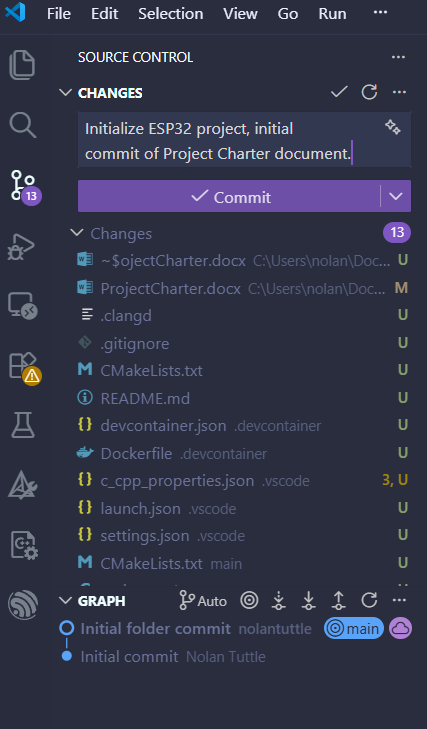 File Edit Selection View Go Run ···
SOURCE CONTROL ···
CHANGES ···
Initialize ESP32 project, initial
commit of Project Charter document.
Commit
Changes 13
~$ojectCharter.docx C:\Users\nolan\Doc... U
ProjectCharter.docx C:\Users\nolan\Doc... M
.clangd U
.gitignore U
CMakeLists.txt U
README.md U
devcontainer.json .devcontainer U
Dockerfile .devcontainer U
c_cpp_properties.json .vscode 3, U
launch.json .vscode U
settings.json .vscode U
CMakeLists.txt main U
GRAPH Auto ···
Initial folder commit nolantuttle main
Initial commit Nolan Tuttle
13